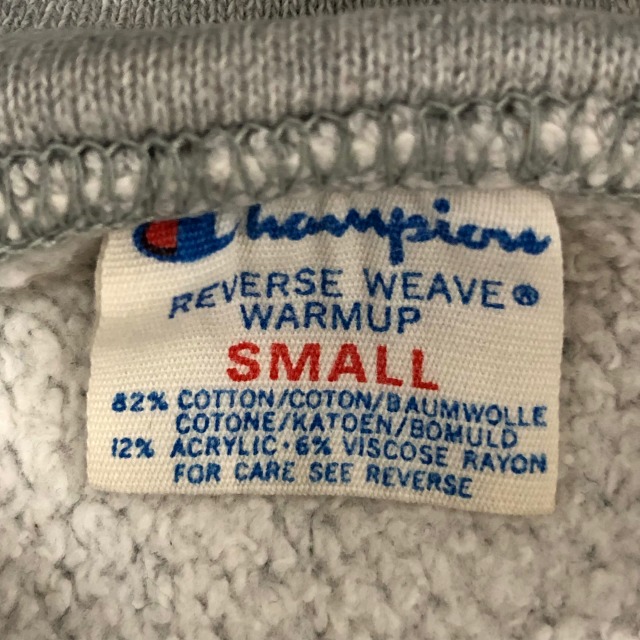 Champion
REVERSE WEAVE®
WARMUP
SMALL
82% COTTON/COTON/BAUMWOLLE
COTONE/KATOEN/BOMULD
12% ACRYLIC·6% VISCOSE RAYON
FOR CARE SEE REVERSE